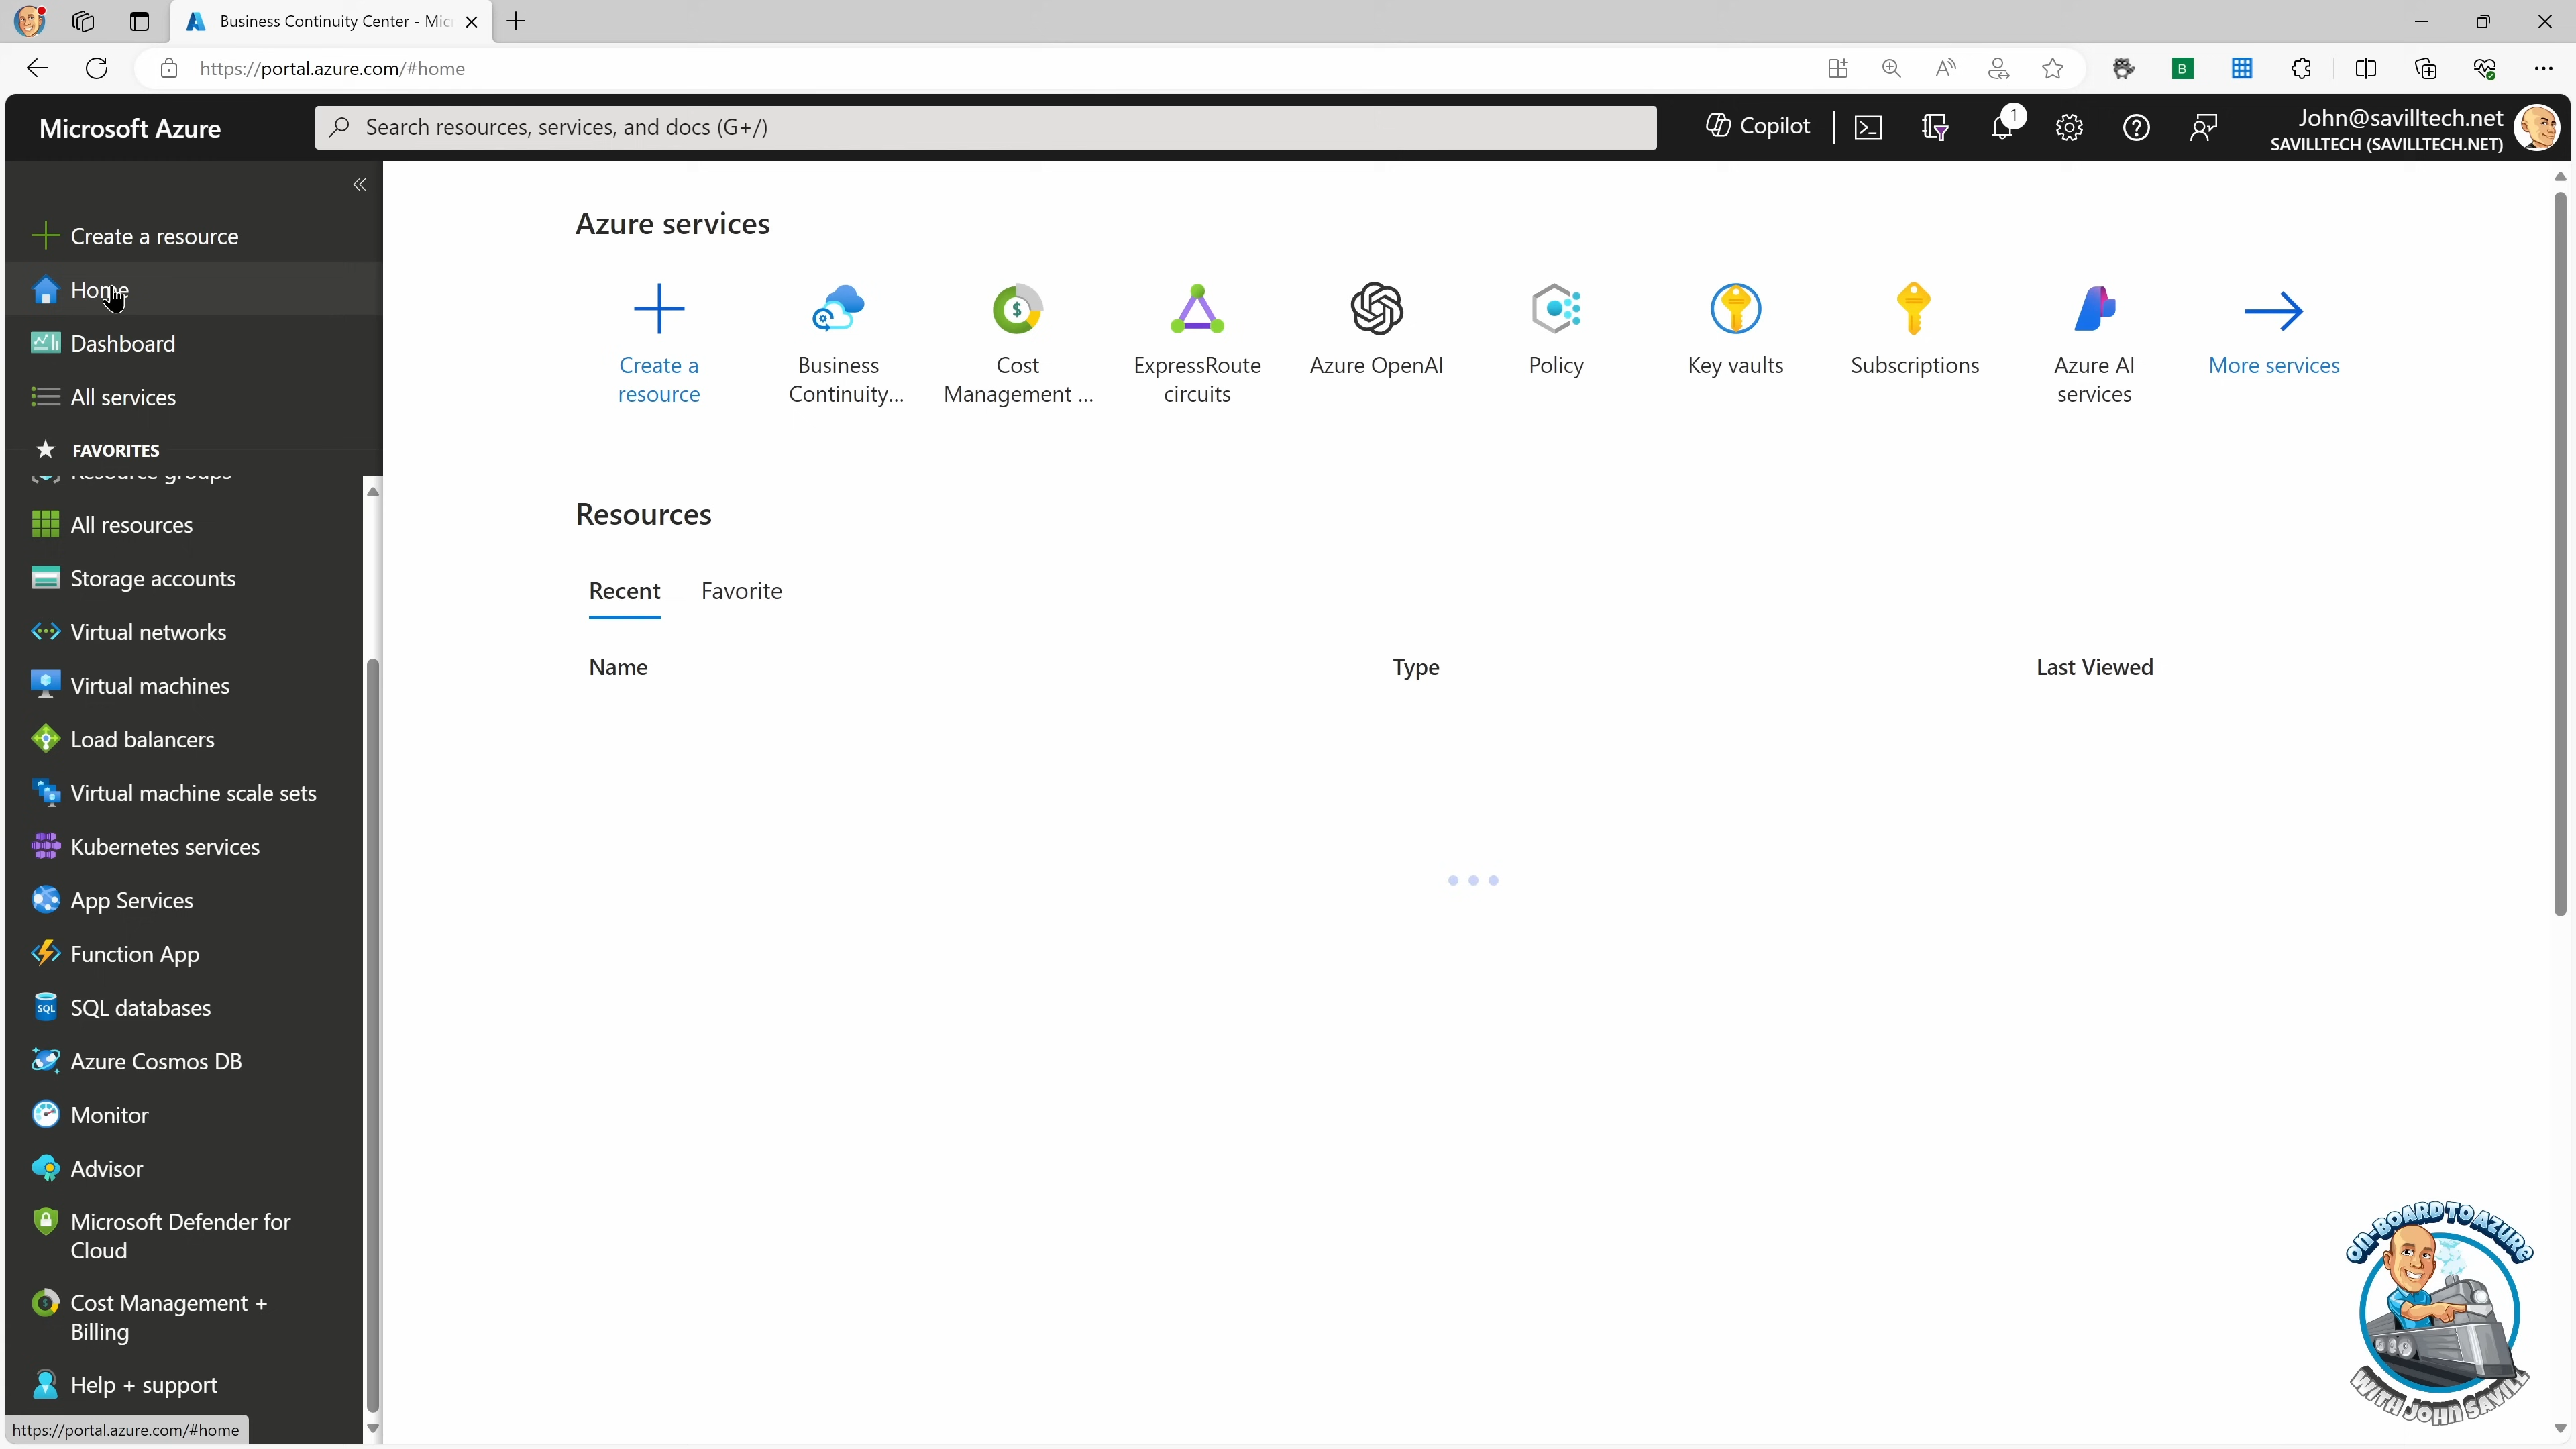 Business Continuity Center - Mic
https://portal.azure.com/#home
B
Microsoft Azure
Search resources, services, and docs (G+/)
Copilot
1
John@savilltech.net
SAVILLTECH (SAVILLTECH.NET)
Create a resource
Home
Dashboard
All services
FAVORITES
Resource groups
All resources
Storage accounts
Virtual networks
Virtual machines
Load balancers
Virtual machine scale sets
Kubernetes services
App Services
Function App
SQL
SQL databases
Azure Cosmos DB
Monitor
Advisor
Microsoft Defender for
Cloud
Cost Management +
Billing
Help + support
https://portal.azure.com/#home
Azure services
Create a
resource
Business
Continuity...
Cost
Management ...
ExpressRoute
circuits
Azure OpenAI
Policy
Key vaults
Subscriptions
Azure AI
services
More services
Resources
Recent
Favorite
Name
Type
Last Viewed
ON-BOARD TO AZURE
WITH JOHN SAVILL